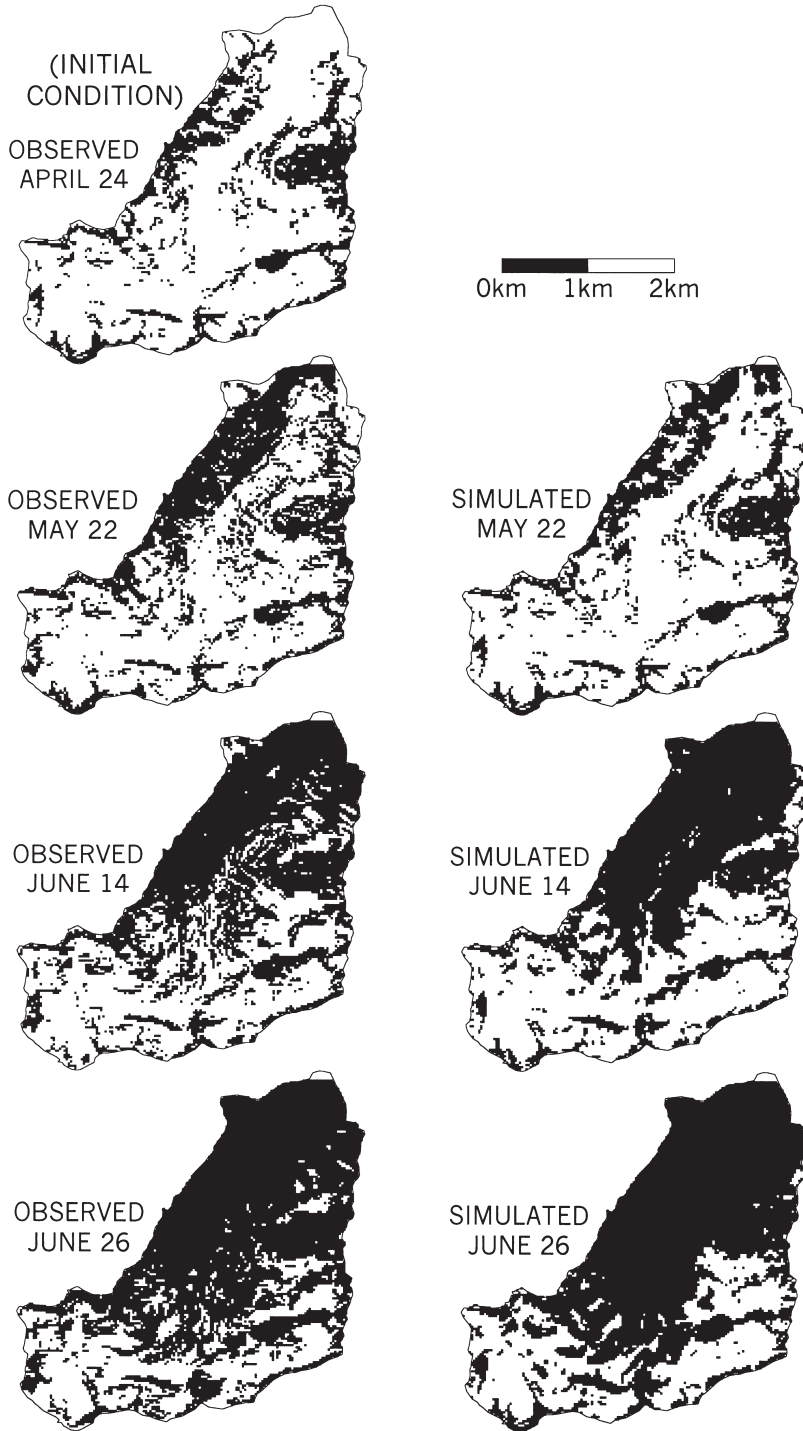 (INITIAL
CONDITION)
OBSERVED
APRIL 24
0km 1km 2km
OBSERVED
MAY 22
SIMULATED
MAY 22
OBSERVED
JUNE 14
SIMULATED
JUNE 14
OBSERVED
JUNE 26
SIMULATED
JUNE 26